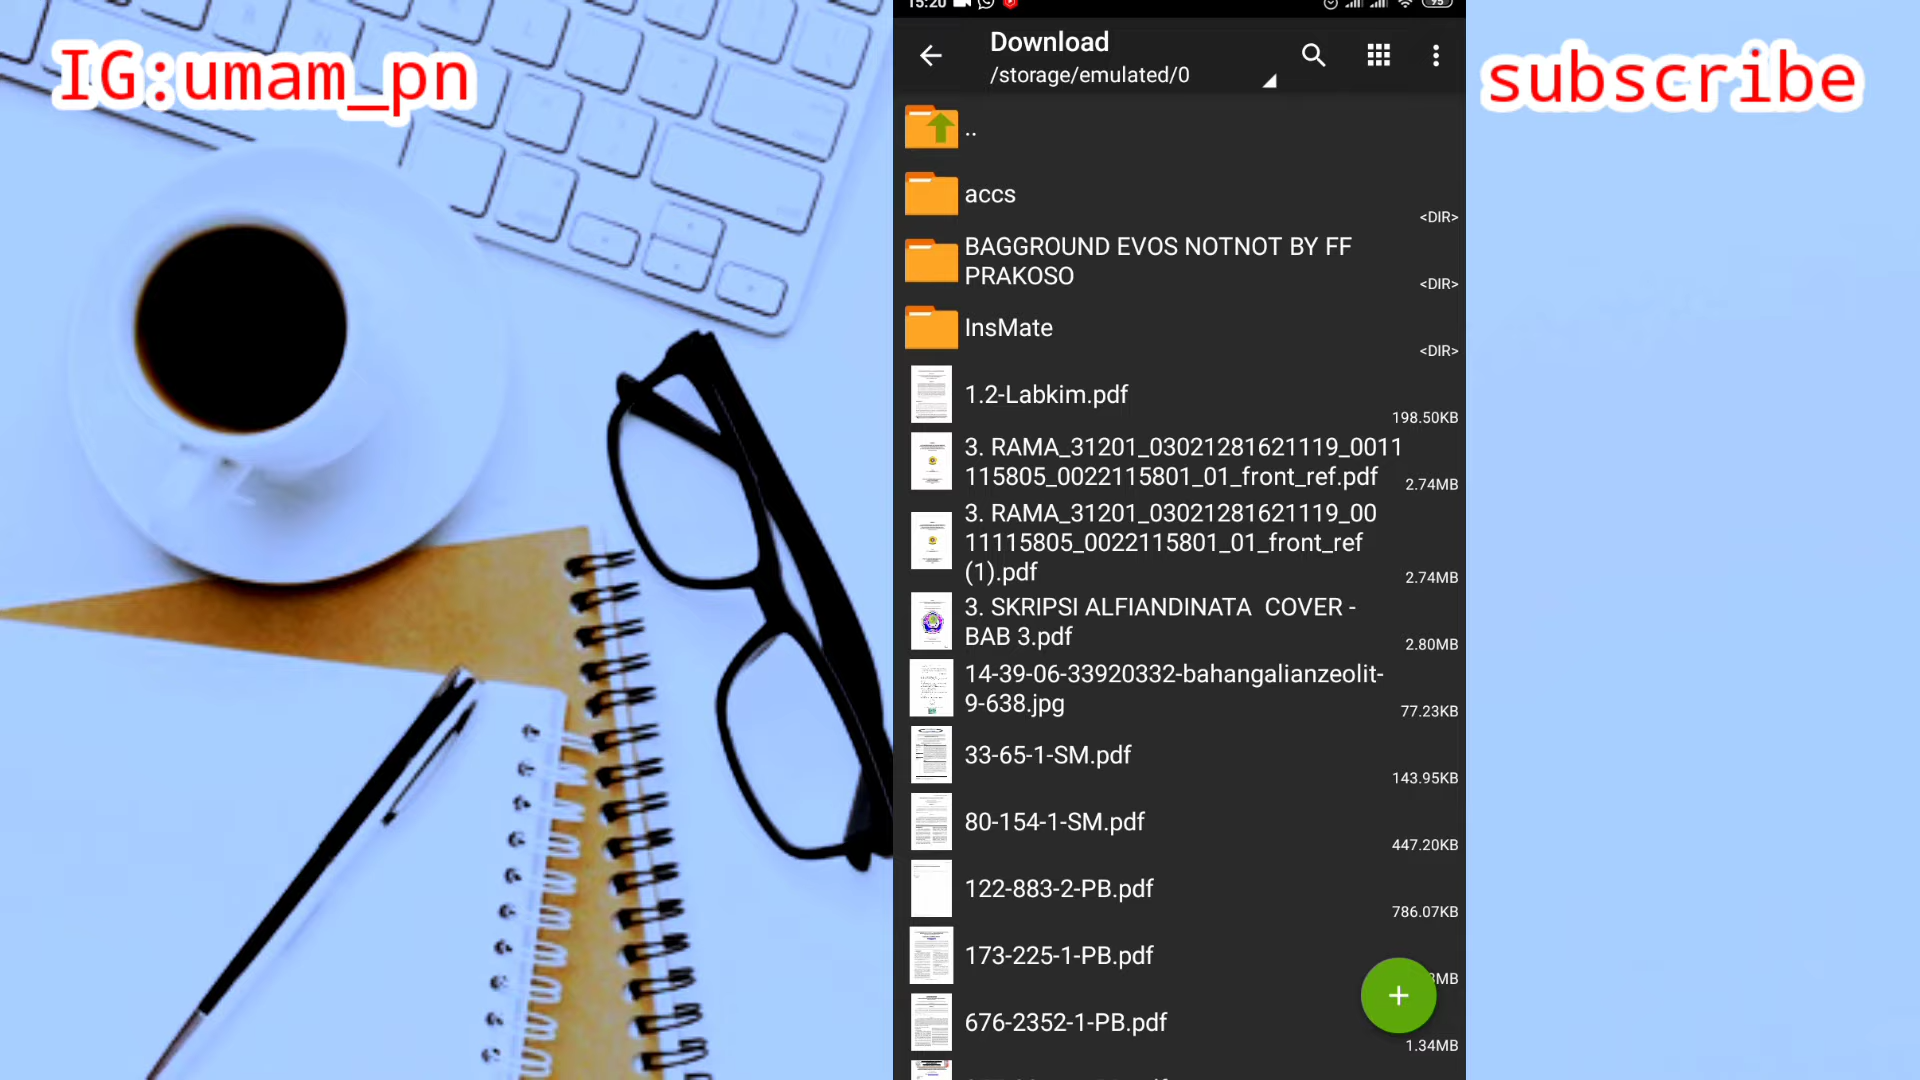 IG:umam_pn
subscribe
15:20
95
Download
/storage/emulated/0
..
accs
<DIR>
BAGGROUND EVOS NOTNOT BY FF
PRAKOSO
<DIR>
InsMate
<DIR>
1.2-Labkim.pdf
198.50KB
3. RAMA_31201_03021281621119_0011
115805_0022115801_01_front_ref.pdf
2.74MB
3. RAMA_31201_03021281621119_00
11115805_0022115801_01_front_ref
(1).pdf
2.74MB
3. SKRIPSI ALFIANDINATA  COVER -
BAB 3.pdf
2.80MB
14-39-06-33920332-bahangalianzeolit-
9-638.jpg
77.23KB
33-65-1-SM.pdf
143.95KB
80-154-1-SM.pdf
447.20KB
122-883-2-PB.pdf
786.07KB
173-225-1-PB.pdf
676-2352-1-PB.pdf
1.34MB